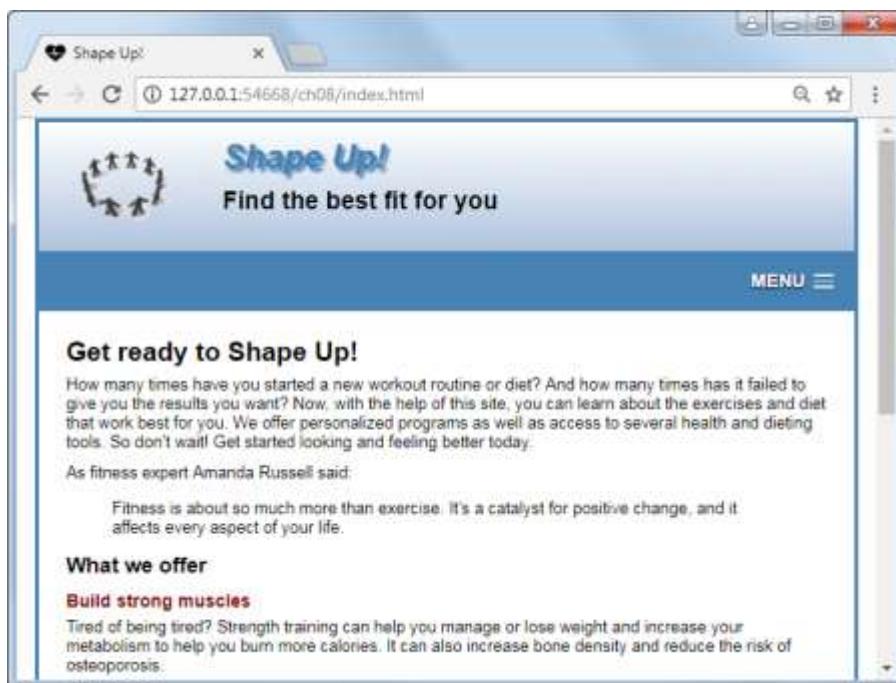 Shape Up!
127.0.0.1:54668/ch08/index.html
Shape Up!
Find the best fit for you
MENU
Get ready to Shape Up!
How many times have you started a new workout routine or diet? And how many times has it failed to
give you the results you want? Now, with the help of this site, you can learn about the exercises and diet
that work best for you. We offer personalized programs as well as access to several health and dieting
tools. So don't wait! Get started looking and feeling better today.
As fitness expert Amanda Russell said:
Fitness is about so much more than exercise. It's a catalyst for positive change, and it
affects every aspect of your life.
What we offer
Build strong muscles
Tired of being tired? Strength training can help you manage or lose weight and increase your
metabolism to help you burn more calories. It can also increase bone density and reduce the risk of
osteoporosis.